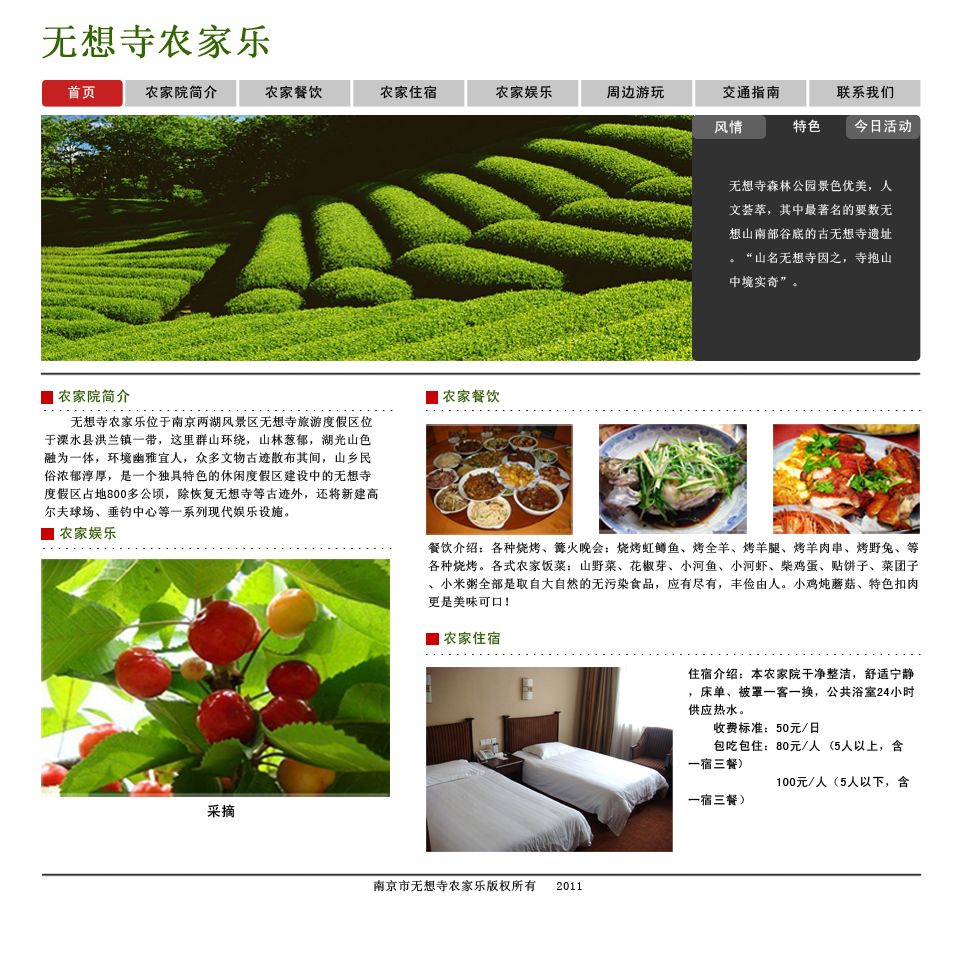 无想寺农家乐
首页 农家院简介 农家餐饮 农家住宿 农家娱乐 周边游玩 交通指南 联系我们
风情 特色 今日活动
无想寺森林公园景色优美，人
文荟萃，其中最著名的要数无
想山南部谷底的古无想寺遗址
。“山名无想寺因之，寺抱山
中境实奇”。
农家院简介
无想寺农家乐位于南京两湖风景区无想寺旅游度假区位
于溧水县洪兰镇一带，这里群山环绕，山林葱郁，湖光山色
融为一体，环境幽雅宜人，众多文物古迹散布其间，山乡民
俗浓郁淳厚，是一个独具特色的休闲度假区建设中的无想寺
度假区占地800多公顷，除恢复无想寺等古迹外，还将新建高
尔夫球场、垂钓中心等一系列现代娱乐设施。
农家娱乐
采摘
农家餐饮
餐饮介绍：各种烧烤、篝火晚会：烧烤虹鳟鱼、烤全羊、烤羊腿、烤羊肉串、烤野兔、等
各种烧烤。各式农家饭菜：山野菜、花椒芽、小河鱼、小河虾、柴鸡蛋、贴饼子、菜团子
、小米粥全部是取自大自然的无污染食品，应有尽有，丰俭由人。小鸡炖蘑菇、特色扣肉
更是美味可口！
农家住宿
住宿介绍：本农家院干净整洁，舒适宁静
，床单、被罩一客一换，公共浴室24小时
供应热水。
收费标准：50元/日
包吃包住：80元/人（5人以上，含
一宿三餐）
100元/人（5人以下，含
一宿三餐）
南京市无想寺农家乐版权所有 2011